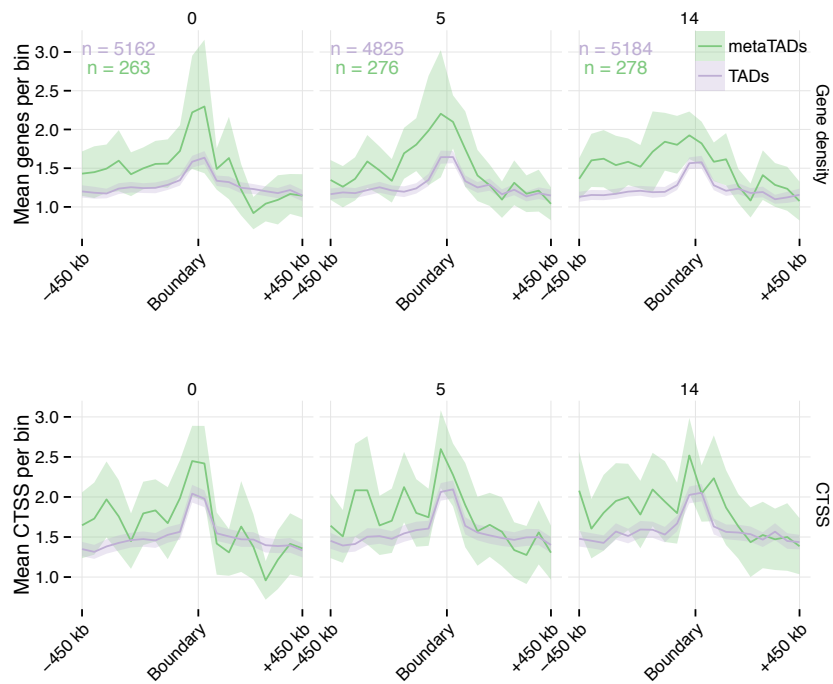 0 5 14
n = 5162 n = 4825 n = 5184
n = 263 n = 276 n = 278
metaTADs
TADs
Mean genes per bin
3.0
2.5
2.0
1.5
1.0
Gene density
−450 kb Boundary +450 kb −450 kb Boundary +450 kb −450 kb Boundary +450 kb
0 5 14
Mean CTSS per bin
3.0
2.5
2.0
1.5
1.0
CTSS
−450 kb Boundary +450 kb −450 kb Boundary +450 kb −450 kb Boundary +450 kb